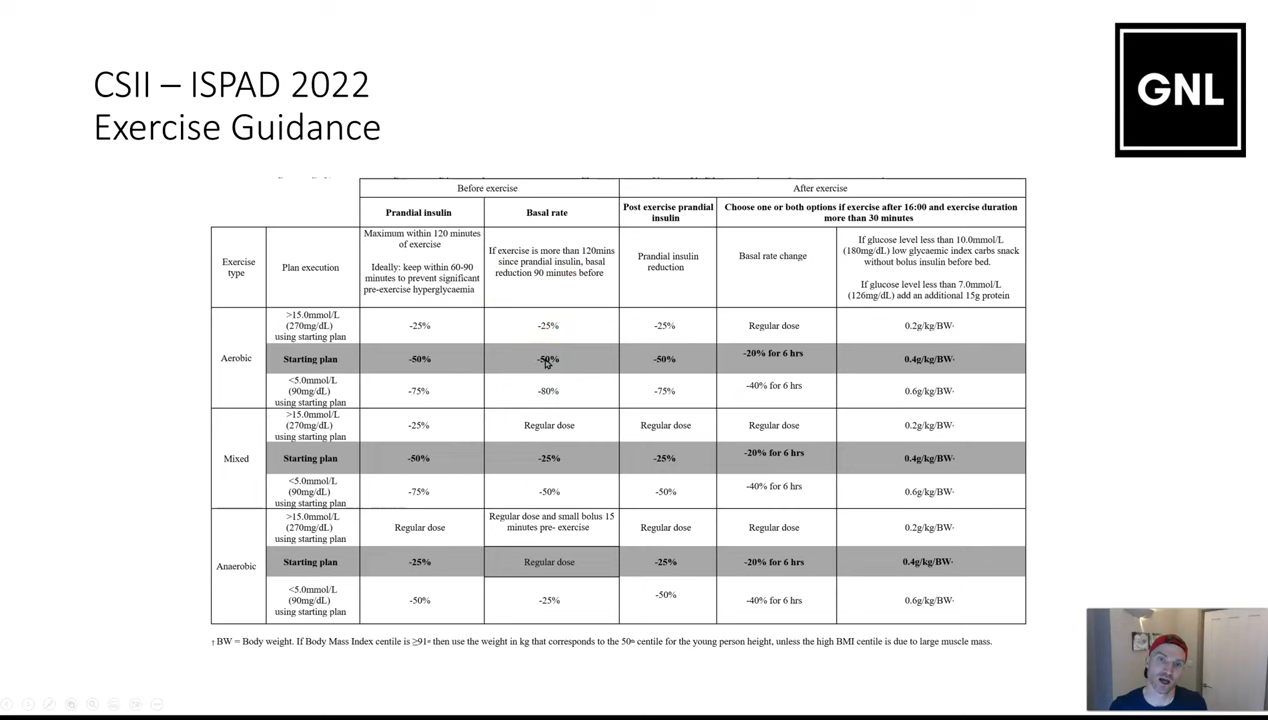 CSII – ISPAD 2022
Exercise Guidance
GNL
Before exercise
After exercise
Prandial insulin
Basal rate
Post exercise prandial
insulin
Choose one or both options if exercise after 16:00 and exercise duration
more than 30 minutes
Exercise
type
Plan execution
Maximum within 120 minutes
of exercise
Ideally: keep within 60-90
minutes to prevent significant
pre-exercise hyperglycaemia
If exercise is more than 120mins
since prandial insulin, basal
reduction 90 minutes before
Prandial insulin
reduction
Basal rate change
If glucose level less than 10.0mmol/L
(180mg/dL) low glycaemic index carbs snack
without bolus insulin before bed.
If glucose level less than 7.0mmol/L
(126mg/dL) add an additional 15g protein
Aerobic
>15.0mmol/L
(270mg/dL)
using starting plan
-25%
-25%
-25%
Regular dose
0.2g/kg/BW·
Starting plan
-50%
-50%
-50%
-20% for 6 hrs
0.4g/kg/BW·
<5.0mmol/L
(90mg/dL)
using starting plan
-75%
-80%
-75%
-40% for 6 hrs
0.6g/kg/BW·
Mixed
>15.0mmol/L
(270mg/dL)
using starting plan
-25%
Regular dose
Regular dose
Regular dose
0.2g/kg/BW·
Starting plan
-50%
-25%
-25%
-20% for 6 hrs
0.4g/kg/BW·
<5.0mmol/L
(90mg/dL)
using starting plan
-75%
-50%
-50%
-40% for 6 hrs
0.6g/kg/BW·
Anaerobic
>15.0mmol/L
(270mg/dL)
using starting plan
Regular dose
Regular dose and small bolus 15
minutes pre- exercise
Regular dose
Regular dose
0.2g/kg/BW·
Starting plan
-25%
Regular dose
-25%
-20% for 6 hrs
0.4g/kg/BW·
<5.0mmol/L
(90mg/dL)
using starting plan
-50%
-25%
-50%
-40% for 6 hrs
0.6g/kg/BW·
† BW = Body weight. If Body Mass Index centile is ≥91st then use the weight in kg that corresponds to the 50th centile for the young person height, unless the high BMI centile is due to large muscle mass.